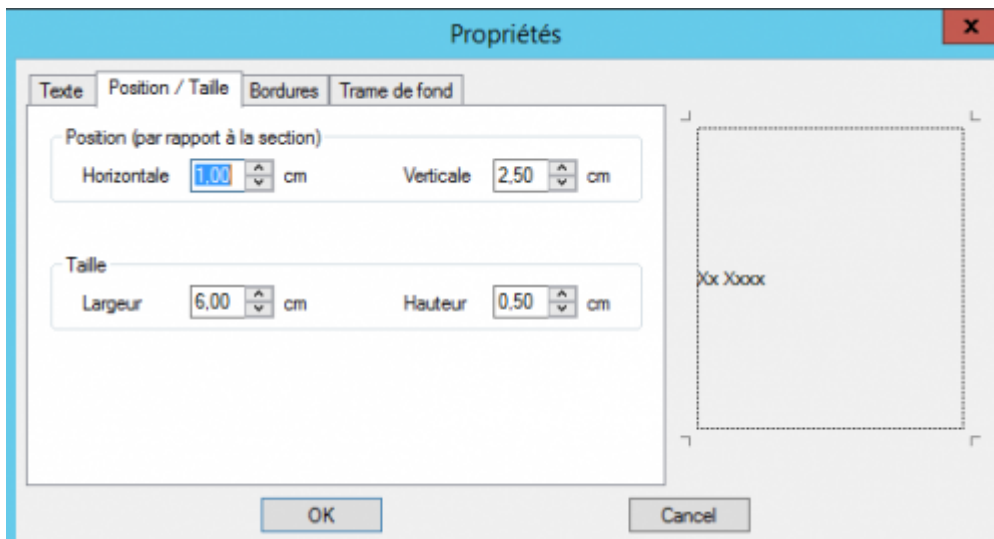 Propriétés
x
Texte Position / Taille Bordures Trame de fond
Position (par rapport à la section)
Horizontale 1,00 cm Verticale 2,50 cm
Taille
Largeur 6,00 cm Hauteur 0,50 cm
Xx Xxxx
OK Cancel